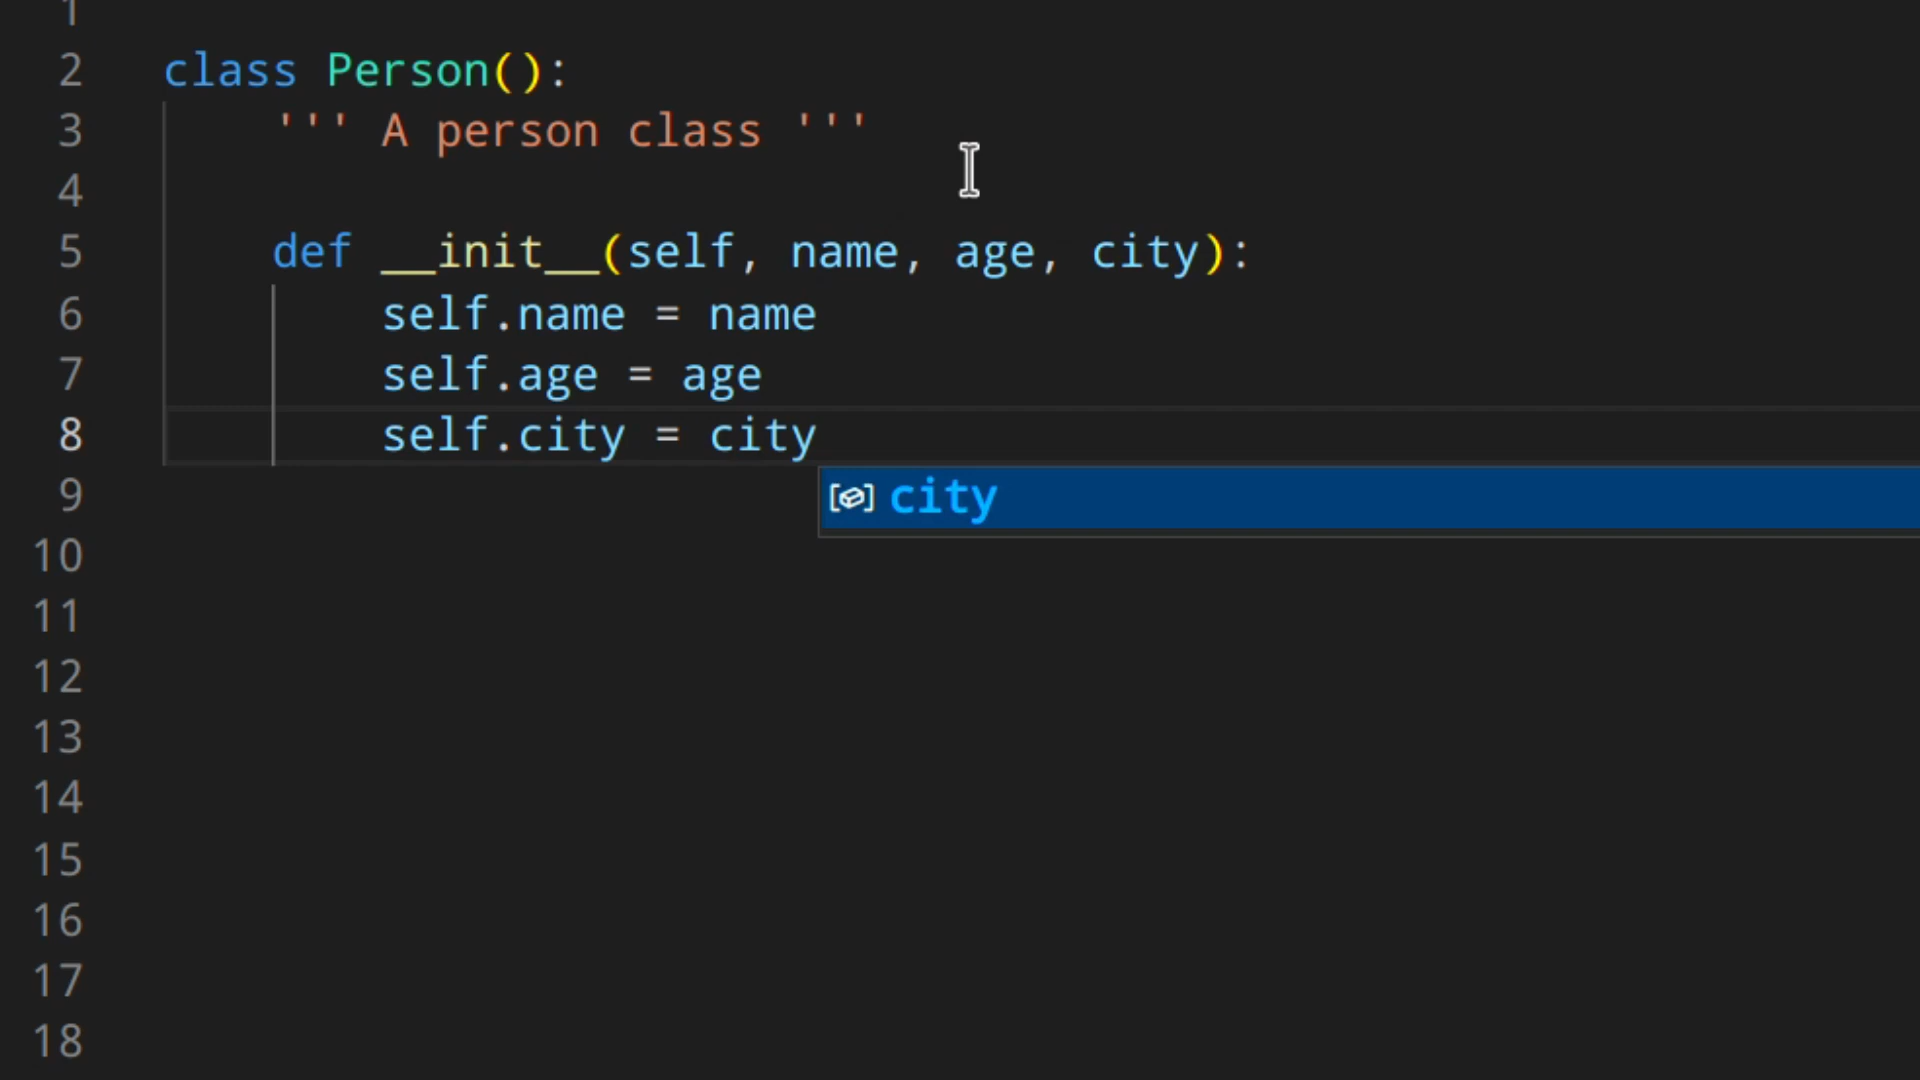 1
2 class Person():
3     ''' A person class '''
4
5     def __init__(self, name, age, city):
6         self.name = name
7         self.age = age
8         self.city = city
9 city
10
11
12
13
14
15
16
17
18